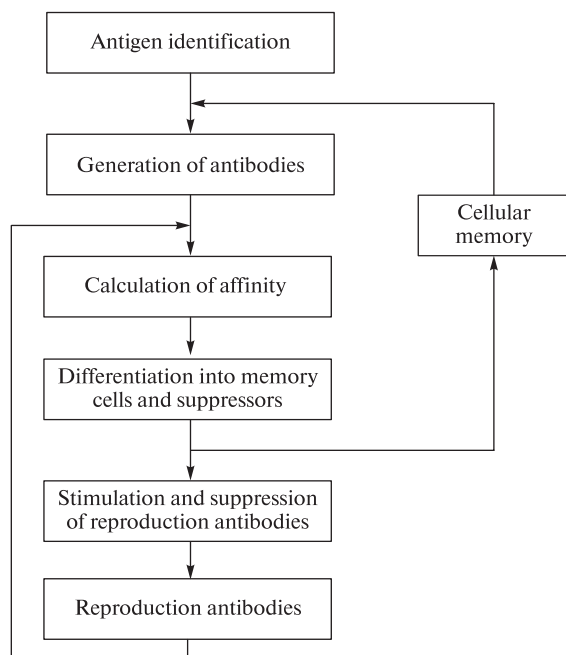 Antigen identification
Generation of antibodies
Cellular
memory
Calculation of affinity
Differentiation into memory
cells and suppressors
Stimulation and suppression
of reproduction antibodies
Reproduction antibodies